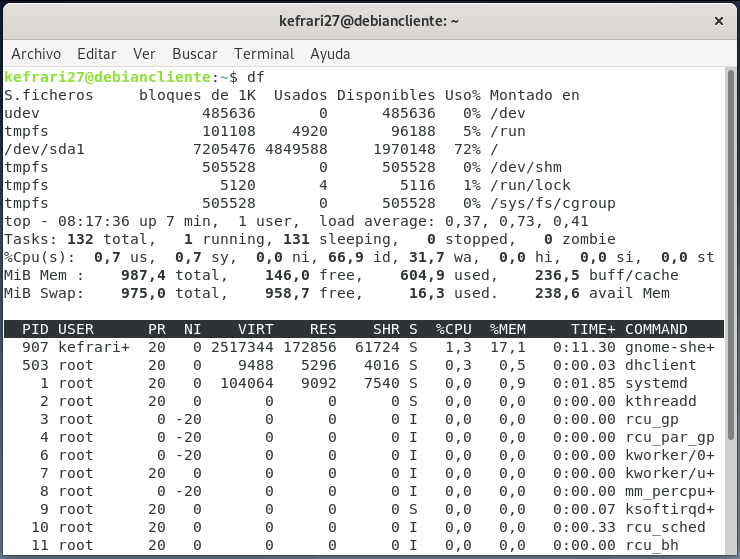 kefrari27@debiancliente: ~ ×
Archivo Editar Ver Buscar Terminal Ayuda
kefrari27@debiancliente:~$ df
S.ficheros     bloques de 1K  Usados Disponibles Uso% Montado en
udev                  485636       0      485636   0% /dev
tmpfs                 101108    4920       96188   5% /run
/dev/sda1            7205476 4849588     1970148  72% /
tmpfs                 505528       0      505528   0% /dev/shm
tmpfs                   5120       4        5116   1% /run/lock
tmpfs                 505528       0      505528   0% /sys/fs/cgroup
top - 08:17:36 up 7 min,  1 user,  load average: 0,37, 0,73, 0,41
Tasks: 132 total,   1 running, 131 sleeping,   0 stopped,   0 zombie
%Cpu(s):  0,7 us,  0,7 sy,  0,0 ni, 66,9 id, 31,7 wa,  0,0 hi,  0,0 si,  0,0 st
MiB Mem :    987,4 total,    146,0 free,    604,9 used,    236,5 buff/cache
MiB Swap:    975,0 total,    958,7 free,     16,3 used.    238,6 avail Mem
  PID USER      PR  NI    VIRT    RES    SHR S  %CPU  %MEM     TIME+ COMMAND
  907 kefrari+  20   0 2517344 172856  61724 S   1,3  17,1   0:11.30 gnome-she+
  503 root      20   0    9488   5296   4016 S   0,3   0,5   0:00.03 dhclient
    1 root      20   0  104064   9092   7540 S   0,0   0,9   0:01.85 systemd
    2 root      20   0       0      0      0 S   0,0   0,0   0:00.00 kthreadd
    3 root       0 -20       0      0      0 I   0,0   0,0   0:00.00 rcu_gp
    4 root       0 -20       0      0      0 I   0,0   0,0   0:00.00 rcu_par_gp
    6 root       0 -20       0      0      0 I   0,0   0,0   0:00.00 kworker/0+
    7 root      20   0       0      0      0 I   0,0   0,0   0:00.00 kworker/u+
    8 root       0 -20       0      0      0 I   0,0   0,0   0:00.00 mm_percpu+
    9 root      20   0       0      0      0 S   0,0   0,0   0:00.07 ksoftirqd+
   10 root      20   0       0      0      0 I   0,0   0,0   0:00.33 rcu_sched
   11 root      20   0       0      0      0 I   0,0   0,0   0:00.00 rcu_bh